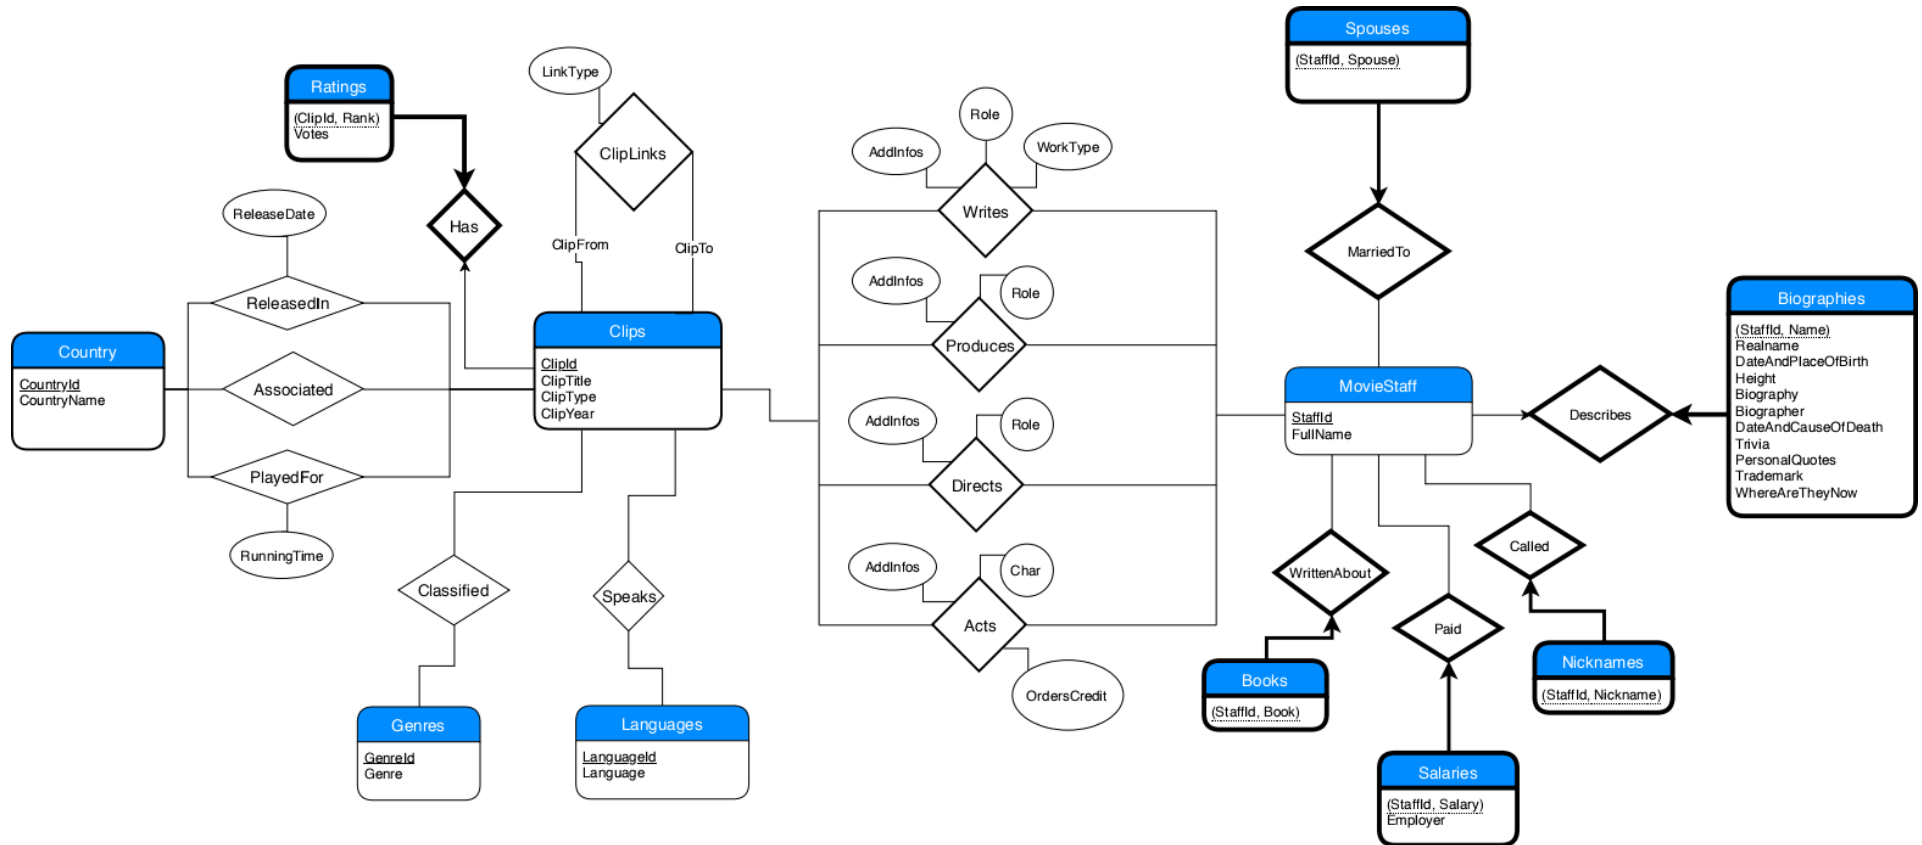 Spouses
(StaffId, Spouse)
Ratings
(ClipId, Rank)
Votes
LinkType
ClipLinks
Role
AddInfos
WorkType
Writes
ReleaseDate
Has
ClipFrom
ClipTo
MarriedTo
AddInfos
Role
Produces
ReleasedIn
Country
CountryId
CountryName
Associated
Clips
ClipId
ClipTitle
ClipType
ClipYear
MovieStaff
StaffId
FullName
Describes
Biographies
(StaffId, Name)
Realname
DateAndPlaceOfBirth
Height
Biography
Biographer
DateAndCauseOfDeath
Trivia
PersonalQuotes
Trademark
WhereAreTheyNow
AddInfos
Role
Directs
PlayedFor
RunningTime
Classified
Speaks
AddInfos
Char
Acts
OrdersCredit
WrittenAbout
Paid
Called
Books
(StaffId, Book)
Nicknames
(StaffId, Nickname)
Genres
GenreId
Genre
Languages
LanguageId
Language
Salaries
(StaffId, Salary)
Employer